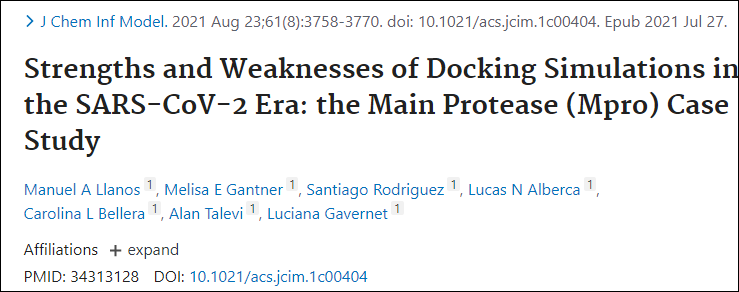 > J Chem Inf Model. 2021 Aug 23;61(8):3758-3770. doi: 10.1021/acs.jcim.1c00404. Epub 2021 Jul 27.
Strengths and Weaknesses of Docking Simulations in
the SARS-CoV-2 Era: the Main Protease (Mpro) Case
Study
Manuel A Llanos 1, Melisa E Gantner 1, Santiago Rodriguez 1, Lucas N Alberca 1,
Carolina L Bellera 1, Alan Talevi 1, Luciana Gavernet 1
Affiliations + expand
PMID: 34313128 DOI: 10.1021/acs.jcim.1c00404